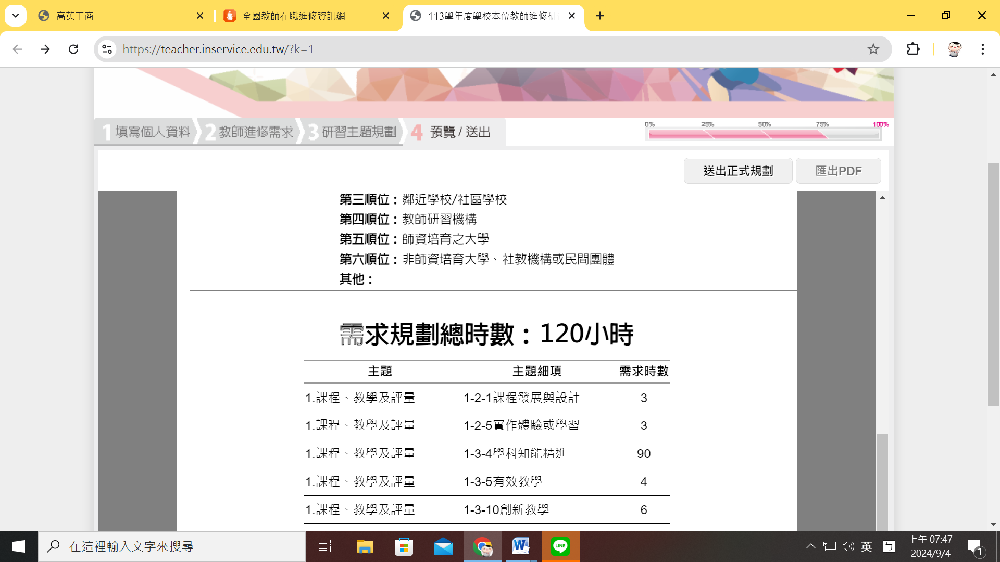 高英工商
全國教師在職進修資訊網
113學年度學校本位教師進修研
https://teacher.inservice.edu.tw/?k=1
1 填寫個人資料 2 教師進修需求 3 研習主題規劃 4 預覽 / 送出
0% 25% 50% 75% 100%
送出正式規劃 匯出PDF
第三順位：鄰近學校/社區學校
第四順位：教師研習機構
第五順位：師資培育之大學
第六順位：非師資培育大學、社教機構或民間團體
其他：
需求規劃總時數：120小時
主題 主題細項 需求時數
1.課程、教學及評量 1-2-1課程發展與設計 3
1.課程、教學及評量 1-2-5實作體驗或學習 3
1.課程、教學及評量 1-3-4學科知能精進 90
1.課程、教學及評量 1-3-5有效教學 4
1.課程、教學及評量 1-3-10創新教學 6
在這裡輸入文字來搜尋
W
LINE
英
ㄅ
上午 07:47
2024/9/4
1